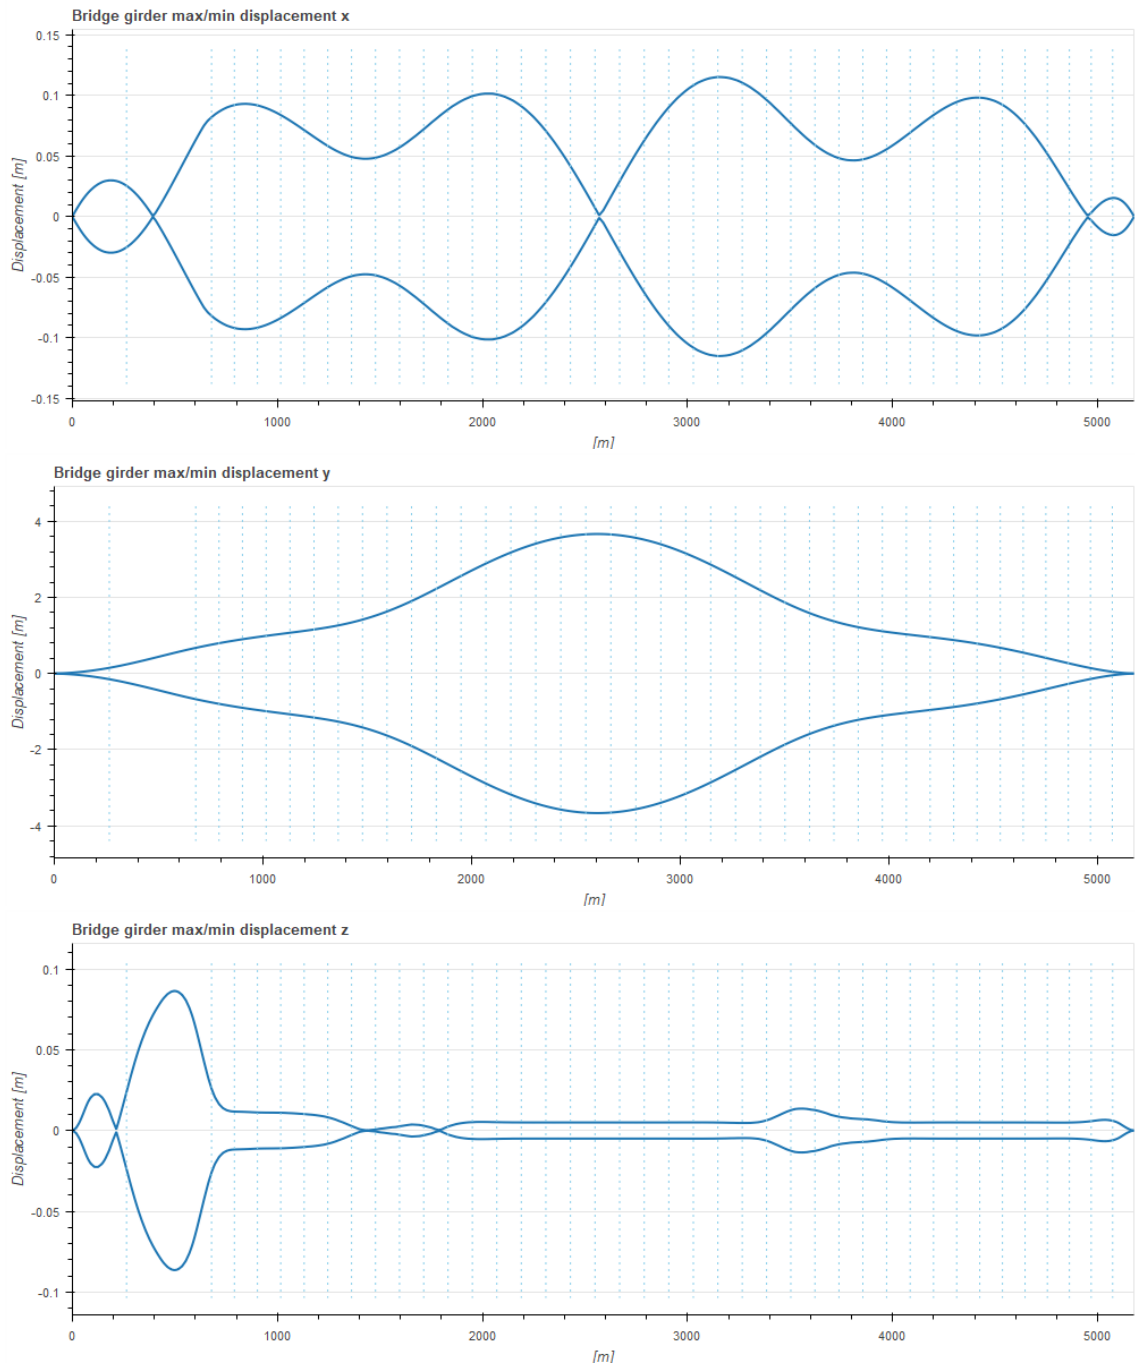 Bridge girder max/min displacement x
0.15
0.1
0.05
0
-0.05
-0.1
-0.15
Displacement [m]
0 1000 2000 3000 4000 5000
[m]
Bridge girder max/min displacement y
4
2
0
-2
-4
Displacement [m]
0 1000 2000 3000 4000 5000
[m]
Bridge girder max/min displacement z
0.1
0.05
0
-0.05
-0.1
Displacement [m]
0 1000 2000 3000 4000 5000
[m]